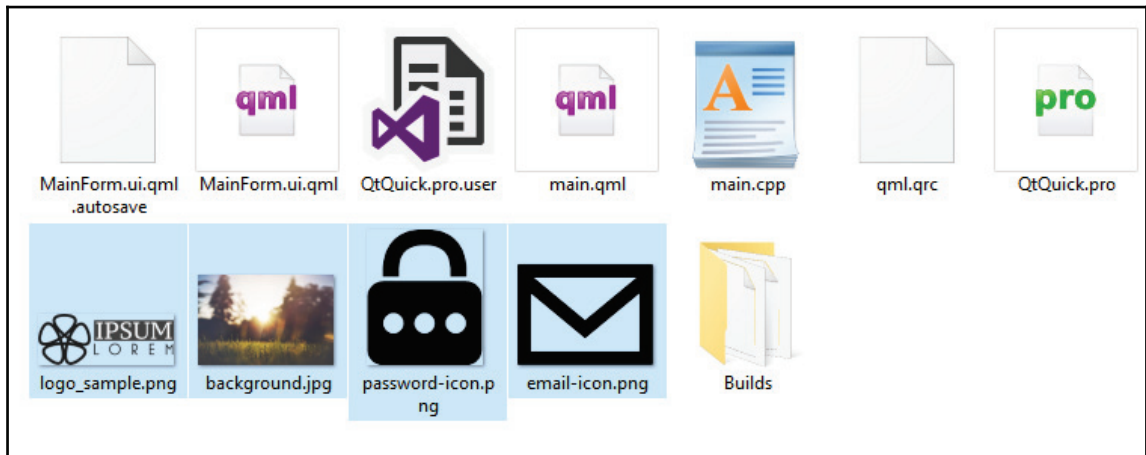 qml
qml
A
pro
MainForm.ui.qml
.autosave
MainForm.ui.qml
QtQuick.pro.user
main.qml
main.cpp
qml.qrc
QtQuick.pro
IPSUM
LOREM
logo_sample.png
background.jpg
password-icon.p
ng
email-icon.png
Builds